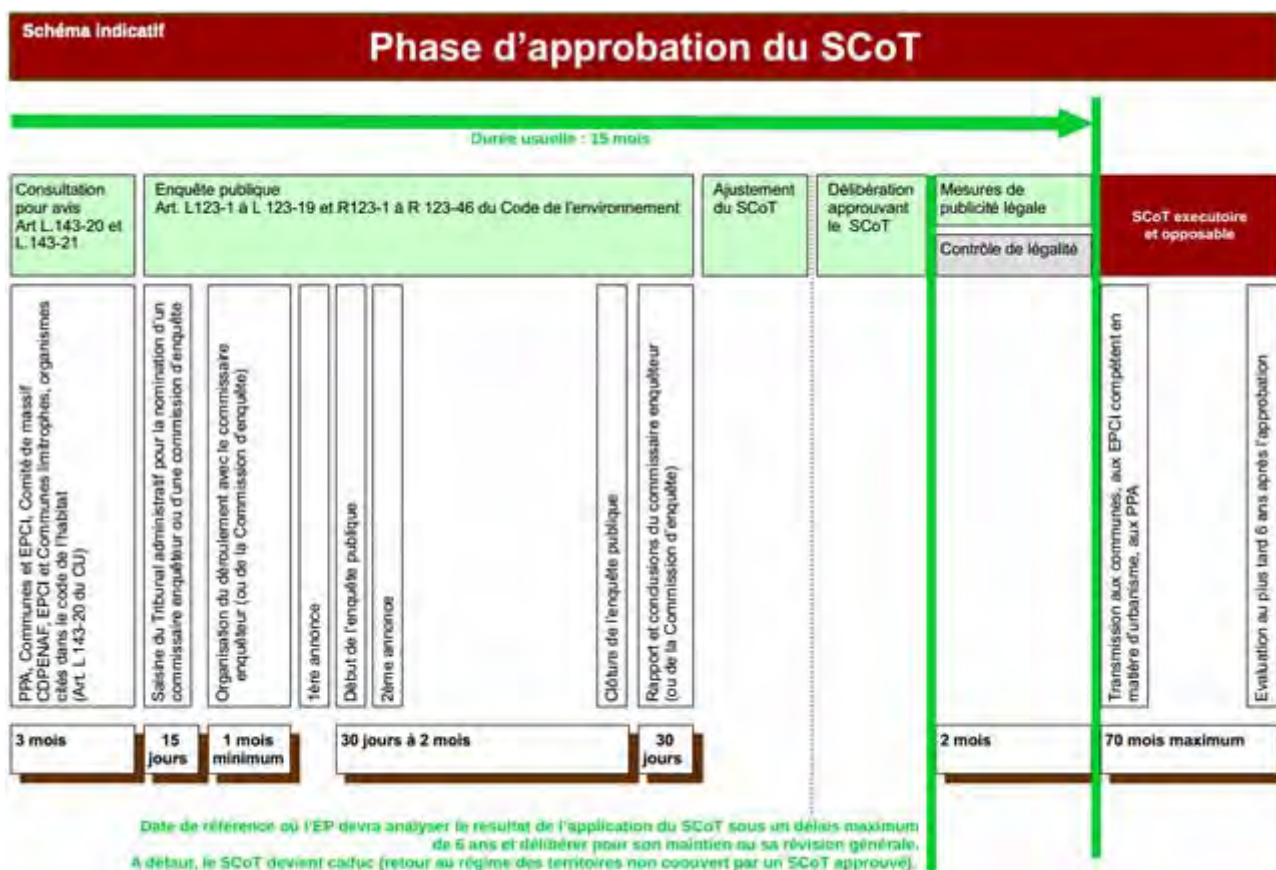 Schéma indicatif
Phase d'approbation du SCoT
Durée usuelle : 15 mois
Consultation
pour avis
Art L.143-20 et
L.143-21
Enquête publique
Art. L123-1 à L 123-19 et R123-1 à R 123-46 du Code de l'environnement
Ajustement
du SCoT
Délibération
approuvant
le SCoT
Mesures de
publicité légale
Contrôle de légalité
SCoT executoire
et opposable
PPA, Communes et EPCI, Comité de massif
CDPENAF, EPCI et Communes limitrophes, organismes
cités dans le code de l'habitat
(Art. L.143-20 du CU)
Saisine du Tribunal administratif pour la nomination d'un
commissaire enquêteur ou d'une commission d'enquête
Organisation du déroulement avec le commissaire
enquêteur (ou de la Commission d'enquête)
1ère annonce
Début de l'enquête publique
2ème annonce
Clôture de l'enquête publique
Rapport et conclusions du commissaire enquêteur
(ou de la Commission d'enquête)
Transmission aux communes, aux EPCI compétent en
matière d'urbanisme, aux PPA
Evaluation au plus tard 6 ans après l'approbation
3 mois
15
jours
1 mois
minimum
30 jours à 2 mois
30
jours
2 mois
70 mois maximum
Date de référence où l'EP devra analyser le resultat de l'application du SCoT sous un délais maximum
de 6 ans et délibérer pour son maintien ou sa révision générale.
A défaut, le SCoT devient caduc (retour au régime des territoires non coouvert par un SCoT approuvé).